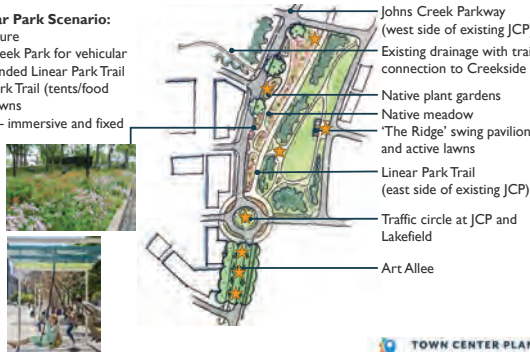 ar Park Scenario:
ure
eek Park for vehicular
nded Linear Park Trail
rk Trail (tents/food
wns
– immersive and fixed
Johns Creek Parkway
(west side of existing JCP
Existing drainage with trai
connection to Creekside
Native plant gardens
Native meadow
'The Ridge' swing pavilion
and active lawns
Linear Park Trail
(east side of existing JCP)
Traffic circle at JCP and
Lakefield
Art Allee
TOWN CENTER PLAN